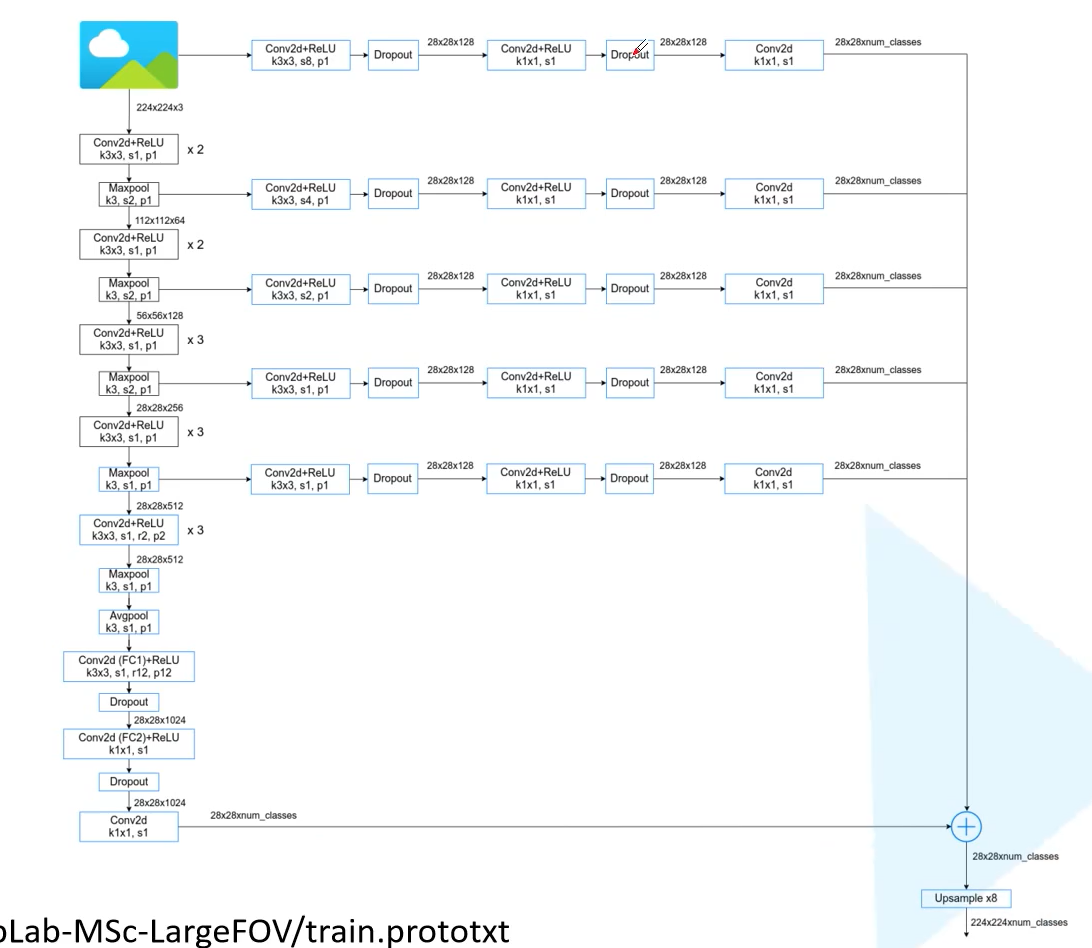 Conv2d+ReLU
k3x3, s8, p1
Dropout
28x28x128
Conv2d+ReLU
k1x1, s1
Dropout
28x28x128
Conv2d
k1x1, s1
28x28xnum_classes
224x224x3
Conv2d+ReLU
k3x3, s1, p1
x 2
Maxpool
k3, s2, p1
Conv2d+ReLU
k3x3, s4, p1
Dropout
28x28x128
Conv2d+ReLU
k1x1, s1
Dropout
28x28x128
Conv2d
k1x1, s1
28x28xnum_classes
112x112x64
Conv2d+ReLU
k3x3, s1, p1
x 2
Maxpool
k3, s2, p1
Conv2d+ReLU
k3x3, s2, p1
Dropout
28x28x128
Conv2d+ReLU
k1x1, s1
Dropout
28x28x128
Conv2d
k1x1, s1
28x28xnum_classes
56x56x128
Conv2d+ReLU
k3x3, s1, p1
x 3
Maxpool
k3, s2, p1
Conv2d+ReLU
k3x3, s1, p1
Dropout
28x28x128
Conv2d+ReLU
k1x1, s1
Dropout
28x28x128
Conv2d
k1x1, s1
28x28xnum_classes
28x28x256
Conv2d+ReLU
k3x3, s1, p1
x 3
Maxpool
k3, s1, p1
Conv2d+ReLU
k3x3, s1, p1
Dropout
28x28x128
Conv2d+ReLU
k1x1, s1
Dropout
28x28x128
Conv2d
k1x1, s1
28x28xnum_classes
28x28x512
Conv2d+ReLU
k3x3, s1, r2, p2
x 3
28x28x512
Maxpool
k3, s1, p1
Avgpool
k3, s1, p1
Conv2d (FC1)+ReLU
k3x3, s1, r12, p12
Dropout
28x28x1024
Conv2d (FC2)+ReLU
k1x1, s1
Dropout
28x28x1024
Conv2d
k1x1, s1
28x28xnum_classes
28x28xnum_classes
Upsample x8
224x224xnum_classes
oLab-MSc-LargeFOV/train.prototxt